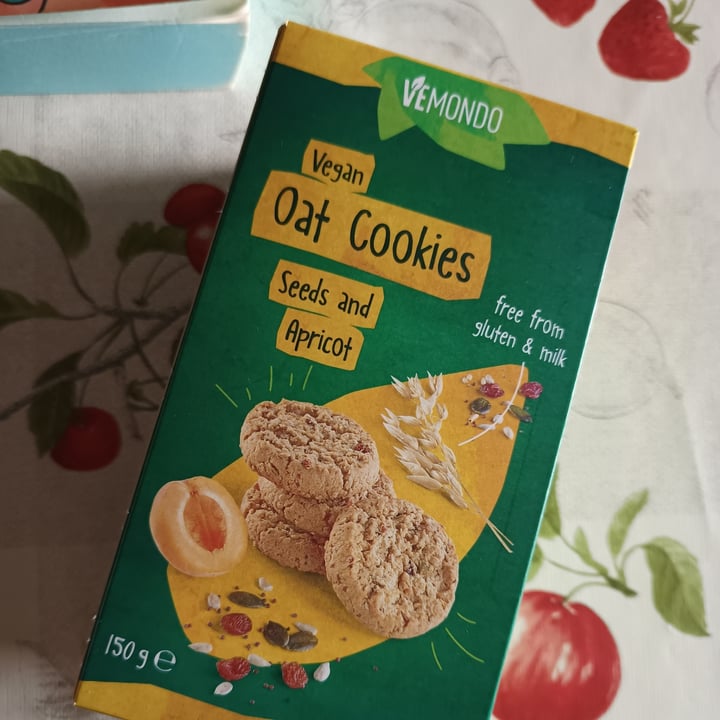 VEMONDO
Vegan
Oat Cookies
Seeds and
Apricot
free from
gluten & milk
150 g ℮